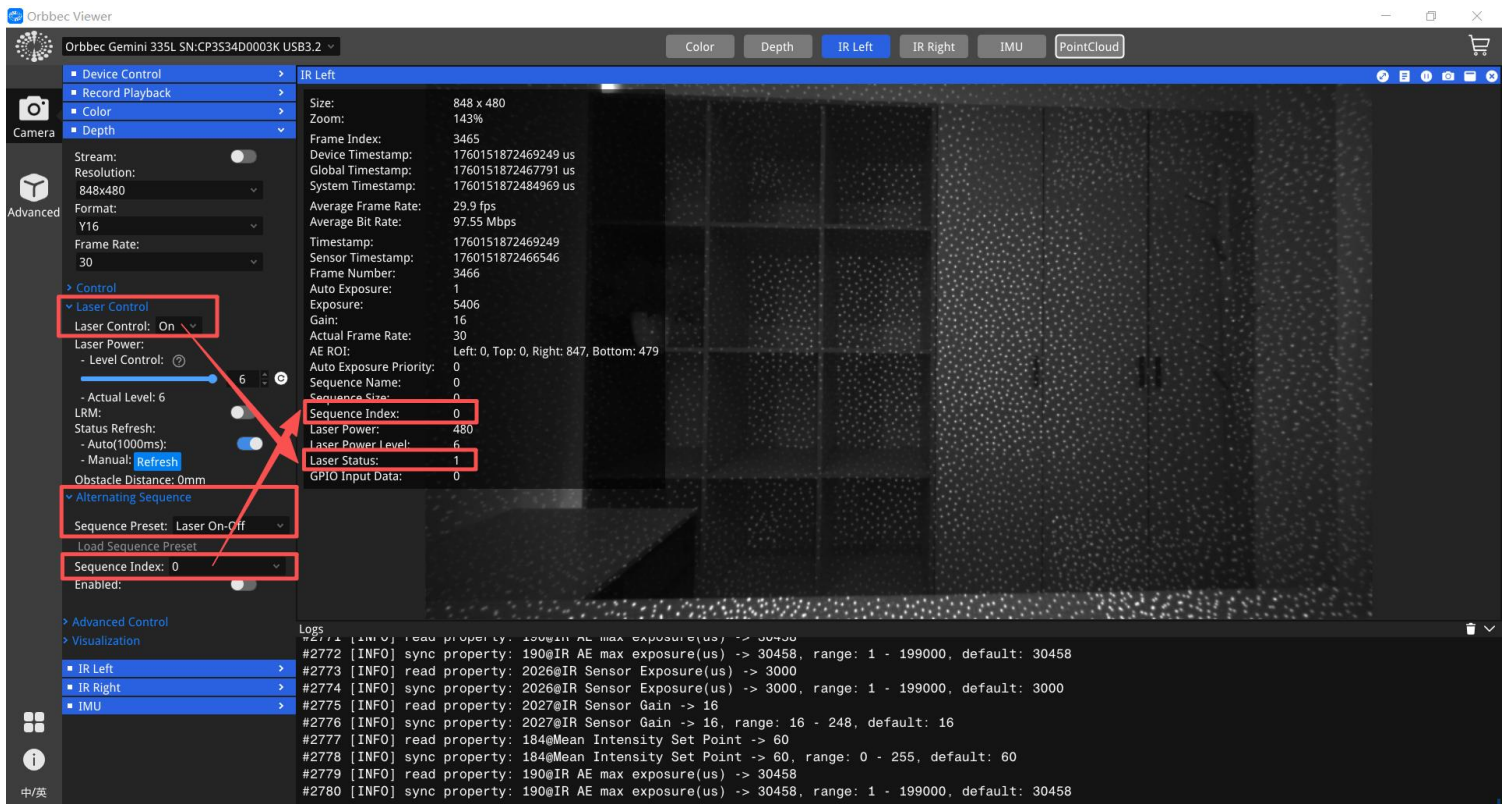 Orbbec Viewer
Orbbec Gemini 335L SN:CP3S34D0003K USB3.2
Color
Depth
IR Left
IR Right
IMU
PointCloud
Camera
Advanced
中/英
Device Control
Record Playback
Color
Depth
Stream:
Resolution:
848x480
Format:
Y16
Frame Rate:
30
Control
Laser Control
Laser Control: On
Laser Power:
- Level Control:
6
- Actual Level: 6
LRM:
Status Refresh:
- Auto(1000ms):
- Manual: Refresh
Obstacle Distance: 0mm
Alternating Sequence
Sequence Preset: Laser On-Off
Load Sequence Preset
Sequence Index: 0
Enabled:
Advanced Control
Visualization
IR Left
IR Right
IMU
IR Left
Size: 848 x 480
Zoom: 143%
Frame Index: 3465
Device Timestamp: 1760151872469249 us
Global Timestamp: 1760151872467791 us
System Timestamp: 1760151872484969 us
Average Frame Rate: 29.9 fps
Average Bit Rate: 97.55 Mbps
Timestamp: 1760151872469249
Sensor Timestamp: 1760151872466546
Frame Number: 3466
Auto Exposure: 1
Exposure: 5406
Gain: 16
Actual Frame Rate: 30
AE ROI: Left: 0, Top: 0, Right: 847, Bottom: 479
Auto Exposure Priority: 0
Sequence Name: 0
Sequence Size: 0
Sequence Index: 0
Laser Power: 480
Laser Power Level: 6
Laser Status: 1
GPIO Input Data: 0
Logs
#2771 [INFO] read property: 190@IR AE max exposure(us) -> 30458
#2772 [INFO] sync property: 190@IR AE max exposure(us) -> 30458, range: 1 - 199000, default: 30458
#2773 [INFO] read property: 2026@IR Sensor Exposure(us) -> 3000
#2774 [INFO] sync property: 2026@IR Sensor Exposure(us) -> 3000, range: 1 - 199000, default: 3000
#2775 [INFO] read property: 2027@IR Sensor Gain -> 16
#2776 [INFO] sync property: 2027@IR Sensor Gain -> 16, range: 16 - 248, default: 16
#2777 [INFO] read property: 184@Mean Intensity Set Point -> 60
#2778 [INFO] sync property: 184@Mean Intensity Set Point -> 60, range: 0 - 255, default: 60
#2779 [INFO] read property: 190@IR AE max exposure(us) -> 30458
#2780 [INFO] sync property: 190@IR AE max exposure(us) -> 30458, range: 1 - 199000, default: 30458